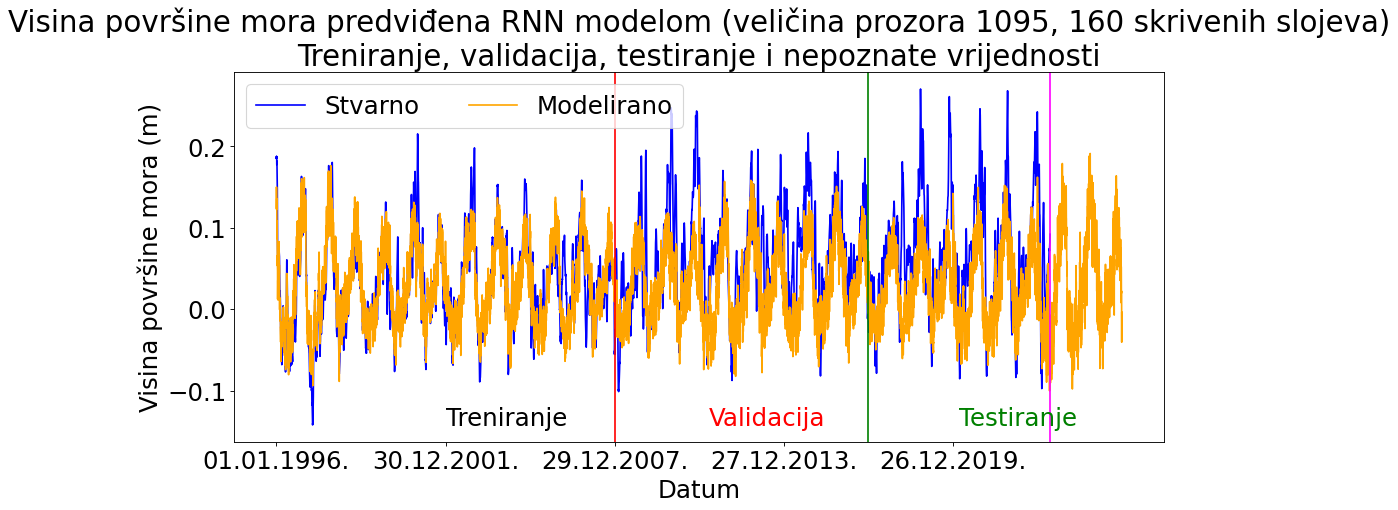 Visina površine mora predviđena RNN modelom (veličina prozora 1095, 160 skrivenih slojeva)
Treniranje, validacija, testiranje i nepoznate vrijednosti
Stvarno Modelirano
Visina površine mora (m)
0.2
0.1
0.0
−0.1
Treniranje Validacija Testiranje
01.01.1996. 30.12.2001. 29.12.2007. 27.12.2013. 26.12.2019.
Datum